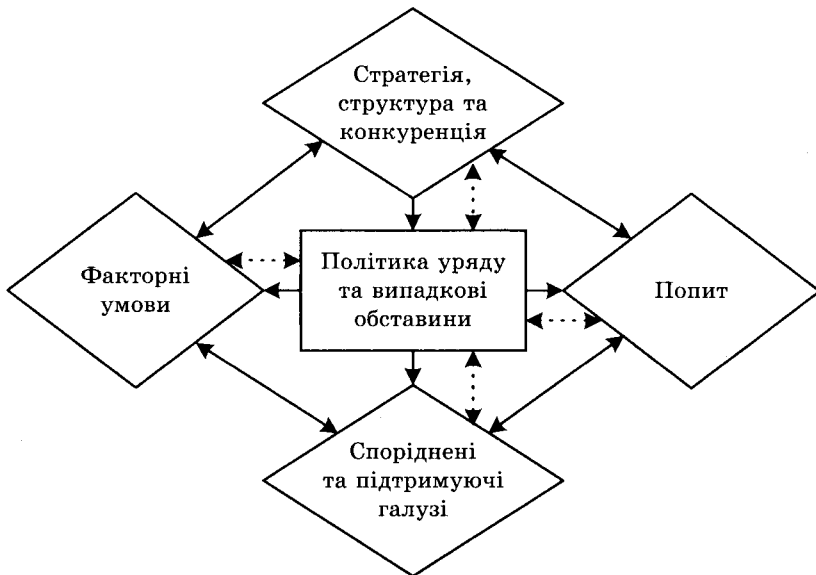 Стратегія,
структура та
конкуренція
Факторні
умови
Політика уряду
та випадкові
обставини
Попит
Споріднені
та підтримуючі
галузі